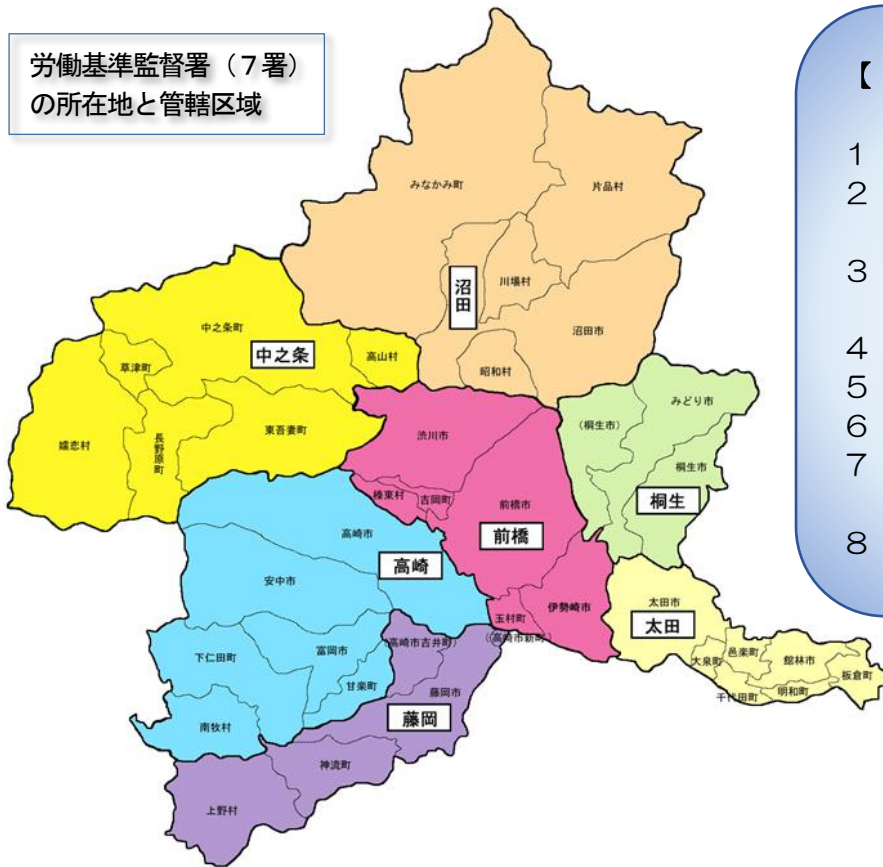 労働基準監督署（７署）
の所在地と管轄区域
みなかみ町
片品村
川場村
沼田
沼田市
昭和村
中之条町
中之条
高山村
草津町
嬬恋村
長野原町
東吾妻町
渋川市
榛東村
吉岡町
前橋市
前橋
玉村町
伊勢崎市
みどり市
（桐生市）
桐生市
桐生
高崎市
高崎
安中市
下仁田町
富岡市
甘楽町
南牧村
（高崎市吉井町）
（高崎市新町）
藤岡市
藤岡
神流町
上野村
太田市
太田
大泉町
邑楽町
館林市
板倉町
千代田町
明和町
【
１
２
３
４
５
６
７
８